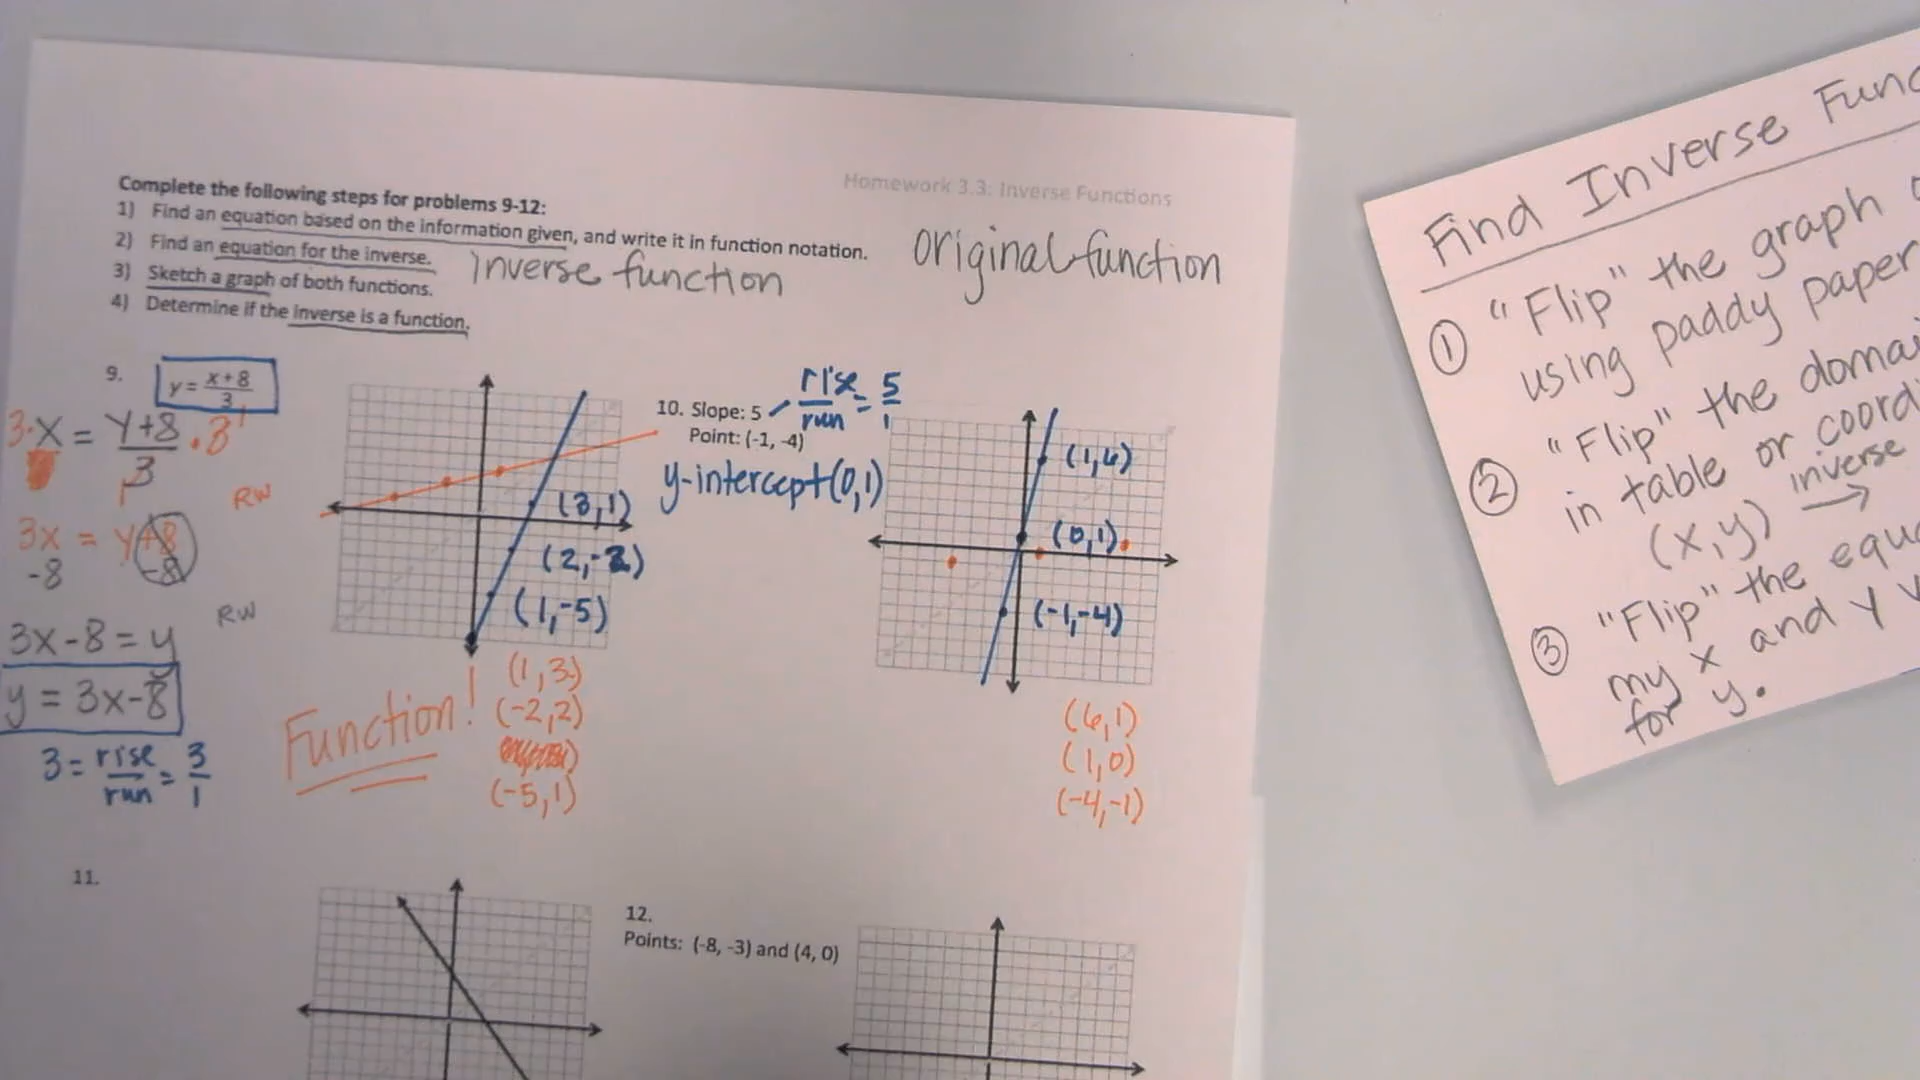 Homework 3.3: Inverse Functions
Complete the following steps for problems 9-12:
1) Find an equation based on the information given, and write it in function notation.
original function
2) Find an equation for the inverse.
inverse function
3) Sketch a graph of both functions.
4) Determine if the inverse is a function.
9. y = x+8/3
3·x = y+8/3 · 3
1
1
RW
3x = y+8
-8 -8
RW
3x-8 = y
y = 3x-8
3 = rise/run = 3/1
(3,1)
(2,-2)
(1,-5)
Function!
(1,3)
(-2,2)
(-5,1)
10. Slope: 5
rise/run = 5/1
Point: (-1, -4)
y-intercept (0,1)
(1,6)
(0,1)
(-1,-4)
(6,1)
(1,0)
(-4,-1)
11.
12.
Points: (-8, -3) and (4, 0)
Find Inverse
① "Flip" the graph
using paddy paper
② "Flip" the
in table or
(x,y) inverse →
③ "Flip" the
my x and y
for y.